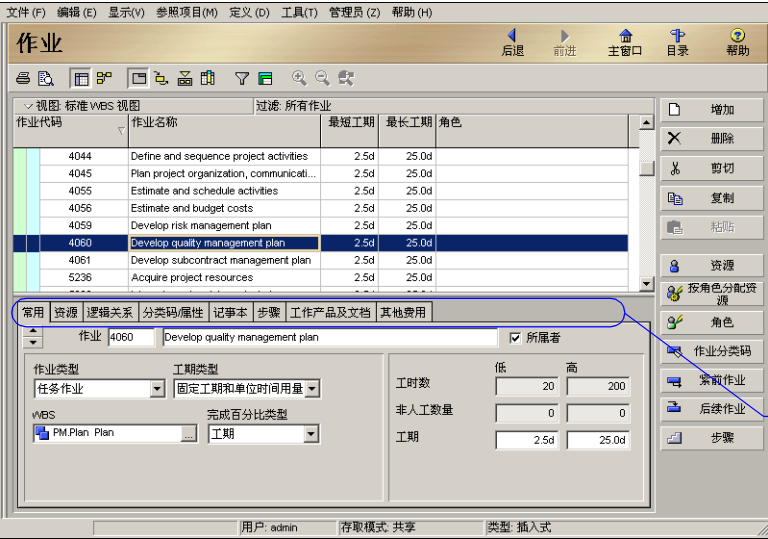 文件(F) 编辑(E) 显示(V) 参照项目(M) 定义(D) 工具(T) 管理员(Z) 帮助(H)
作业 后退 前进 主窗口 目录 帮助
视图: 标准 WBS 视图 过滤: 所有作业
作业代码 作业名称 最短工期 最长工期 角色
4044 Define and sequence project activities 2.5d 25.0d
4045 Plan project organization, communicati... 2.5d 25.0d
4055 Estimate and schedule activities 2.5d 25.0d
4056 Estimate and budget costs 2.5d 25.0d
4059 Develop risk management plan 2.5d 25.0d
4060 Develop quality management plan 2.5d 25.0d
4061 Develop subcontract management plan 2.5d 25.0d
5236 Acquire project resources 2.5d 25.0d
常用 资源 逻辑关系 分类码/属性 记事本 步骤 工作产品及文档 其他费用
作业 4060 Develop quality management plan 所属者
作业类型 工期类型
任务作业 固定工期和单位时间用量
WBS 完成百分比类型
PM.Plan Plan ... 工期
低 高
工时数 20 200
非人工数量 0 0
工期 2.5d 25.0d
增加
删除
剪切
复制
粘贴
资源
按角色分配资
源
角色
作业分类码
紧前作业
后续作业
步骤
用户: admin 存取模式: 共享 类型: 插入式